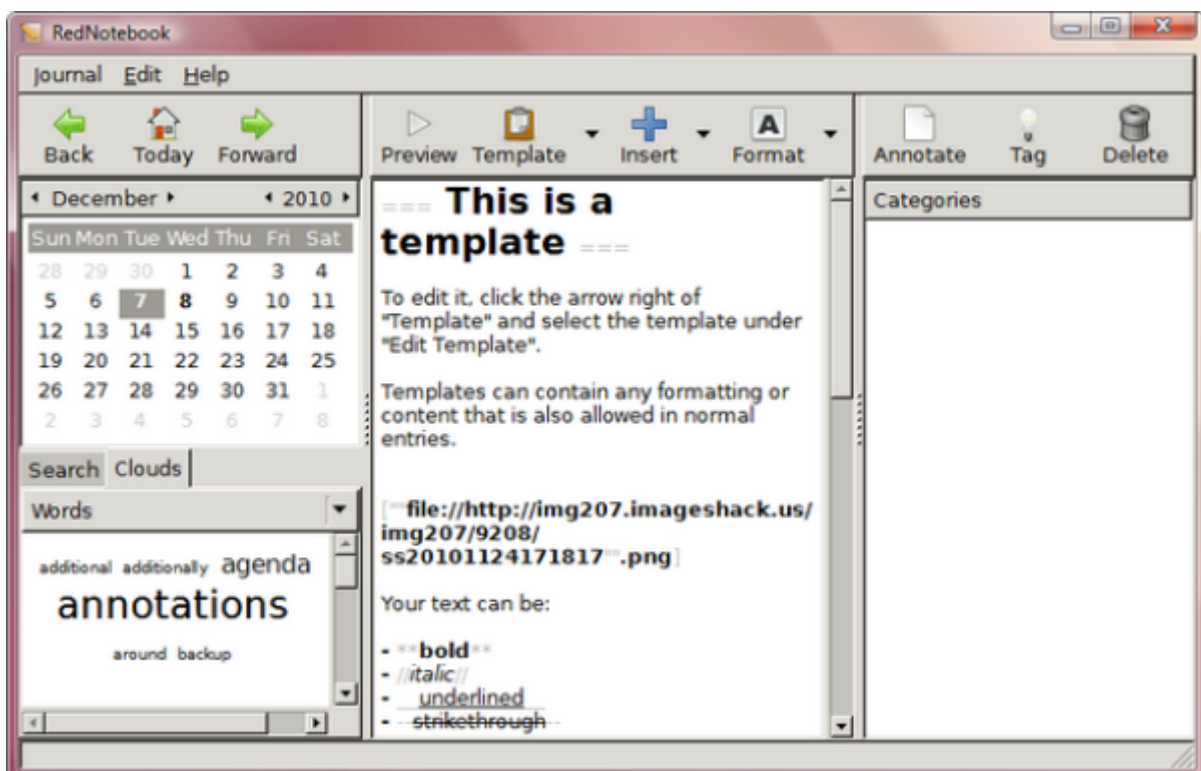 RedNotebook
Journal Edit Help
Back Today Forward
Preview Template Insert Format
Annotate Tag Delete
December 2010
Sun Mon Tue Wed Thu Fri Sat
28 29 30 1 2 3 4
5 6 7 8 9 10 11
12 13 14 15 16 17 18
19 20 21 22 23 24 25
26 27 28 29 30 31 1
2 3 4 5 6 7 8
Search Clouds
Words
additional additionally agenda
annotations
around backup
=== This is a
template ===
To edit it, click the arrow right of
"Template" and select the template under
"Edit Template".
Templates can contain any formatting or
content that is also allowed in normal
entries.
[""file://http://img207.imageshack.us/
img207/9208/
ss20101124171817"".png]
Your text can be:
- **bold**
- //italic//
- __underlined__
- --strikethrough--
Categories